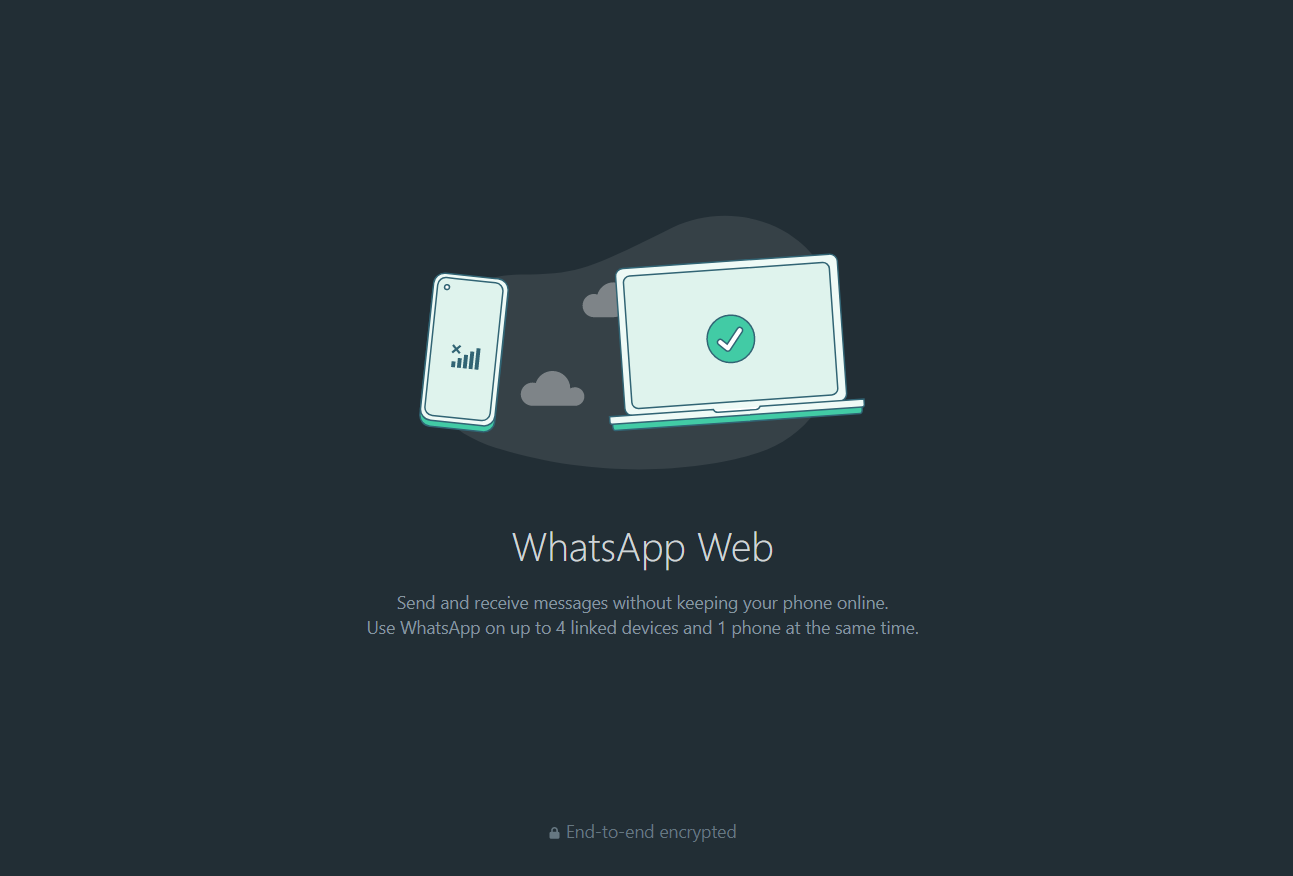 WhatsApp Web
Send and receive messages without keeping your phone online.
Use WhatsApp on up to 4 linked devices and 1 phone at the same time.
End-to-end encrypted